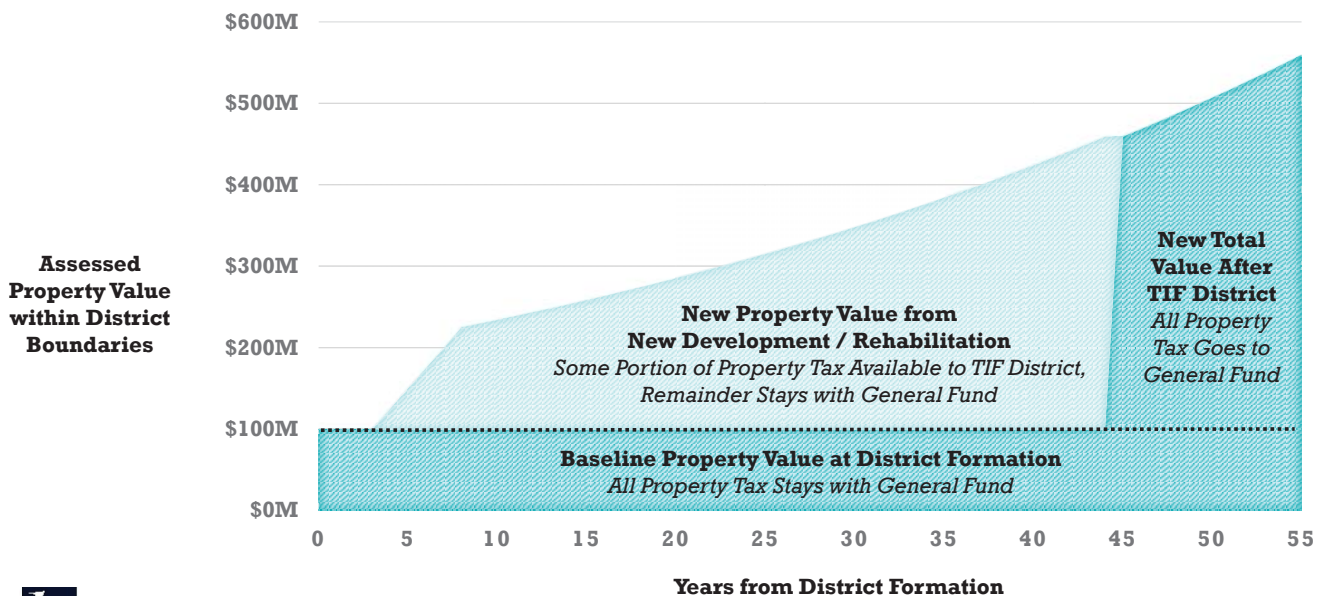 $600M
$500M
$400M
$300M
$200M
$100M
$0M
Assessed
Property Value
within District
Boundaries
New Property Value from
New Development / Rehabilitation
Some Portion of Property Tax Available to TIF District,
Remainder Stays with General Fund
New Total
Value After
TIF District
All Property
Tax Goes to
General Fund
Baseline Property Value at District Formation
All Property Tax Stays with General Fund
0 5 10 15 20 25 30 35 40 45 50 55
Years from District Formation